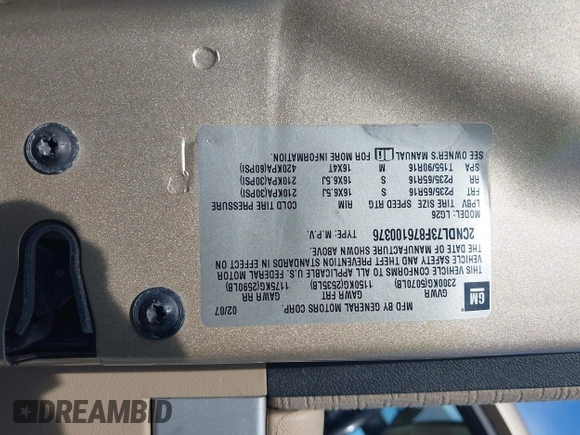 GM
MFD BY GENERAL MOTORS CORP. 02/07
GVWR GAWR FRT GAWR RR
2300KG(5070LB) 1150KG(2535LB) 1175KG(2590LB)
THIS VEHICLE CONFORMS TO ALL APPLICABLE U.S. FEDERAL MOTOR
VEHICLE SAFETY AND THEFT PREVENTION STANDARDS IN EFFECT ON
THE DATE OF MANUFACTURE SHOWN ABOVE.
2CNDL73F876100376 TYPE: M.P.V.
MODEL: LG26
LPBV TIRE SIZE SPEED RTG RIM COLD TIRE PRESSURE
FRT P235/65R16 S 16X6.5J 210KPA(30PSI)
RR P235/65R16 S 16X6.5J 210KPA(30PSI)
SPA T155/90R16 M 16X4T 420KPA(60PSI)
SEE OWNER'S MANUAL FOR MORE INFORMATION.
DREAMBID